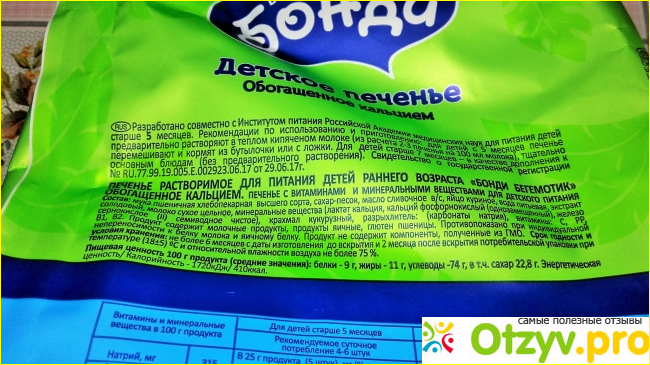 БОНДИ
Детское печенье
Обогащенное кальцием
RUS Разработано совместно с Институтом питания Российской Академии медицинских наук для питания детей
старше 5 месяцев. Рекомендации по использованию и приготовлению: для детей с 5 месяцев печенье
предварительно растворяют в теплом кипяченом молоке (из расчета 2-3 печенья на 100 мл молока), тщательно
перемешивают и кормят из бутылочки или с ложки. Для детей старше 7 месяцев – в качестве дополнения к
основным блюдам (без предварительного растворения). Свидетельство о государственной регистрации
№ RU.77.99.19.005.Е.002923.06.17 от 29.06.17г.
ПЕЧЕНЬЕ РАСТВОРИМОЕ ДЛЯ ПИТАНИЯ ДЕТЕЙ РАННЕГО ВОЗРАСТА «БОНДИ БЕГЕМОТИК»
ОБОГАЩЕННОЕ КАЛЬЦИЕМ. ПЕЧЕНЬЕ С ВИТАМИНАМИ И МИНЕРАЛЬНЫМИ ВЕЩЕСТВАМИ ДЛЯ ДЕТСКОГО ПИТАНИЯ
Состав: мука пшеничная хлебопекарная высшего сорта, сахар-песок, масло сливочное в/с, яйцо куриное, вода питьевая, экстракт
солодовый, молоко сухое цельное, минеральные вещества (лактат кальция, кальций фосфорнокислый (однозамещенный), железо
сернокислое (II) (семиводное чистое), крахмал кукурузный, разрыхлитель: (карбонаты натрия), витамины РР,
В1, В2. Продукт содержит молочные продукты, продукты яичные, глютен пшеницы. Противопоказано при индивидуальной
непереносимости к белку молока и яичному белку. Продукт не содержит компоненты, полученные из ГМО. Срок годности и
условия хранения: не более 6 месяцев с даты изготовления до вскрытия и 2 месяца после вскрытия потребительской упаковки при
температуре (18±5) ºС и относительной влажности воздуха не более 75 %.
Пищевая ценность 100 г продукта (средние значения): белки - 9 г, жиры - 11 г, углеводы -74 г, в т.ч. сахар 22,8 г. Энергетическая
ценность/ Калорийность - 1720кДж/ 410ккал.
Витамины и минеральные
вещества в 100 г продукта
Для детей старше 5 месяцев
Рекомендуемое суточное
потребление 4-6 штук
Натрий, мг
315
В 25 г продукта (5 штук)
самые полезные отзывы
Otzyv.pro